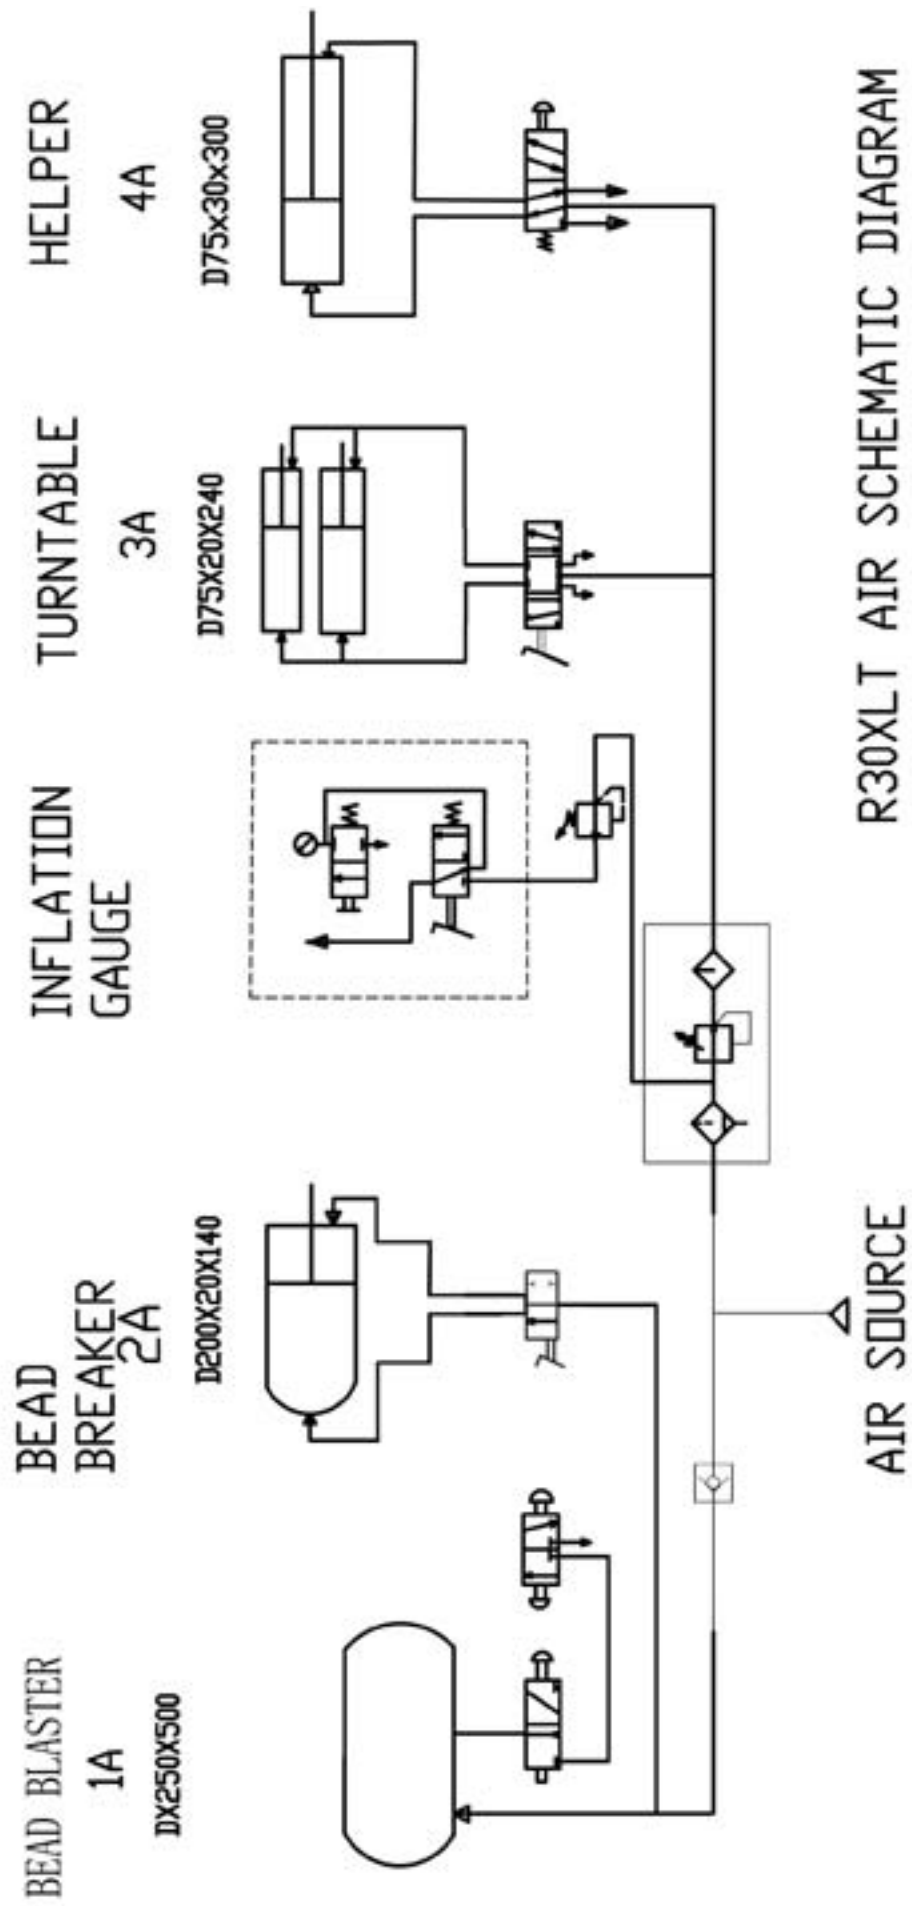 BEAD BLASTER
1A
DX250X500
BEAD
BREAKER
2A
D200X20X140
INFLATION
GAUGE
TURNTABLE
3A
D75X20X240
HELPER
4A
D75x30x300
AIR SOURCE
R30XLT AIR SCHEMATIC DIAGRAM